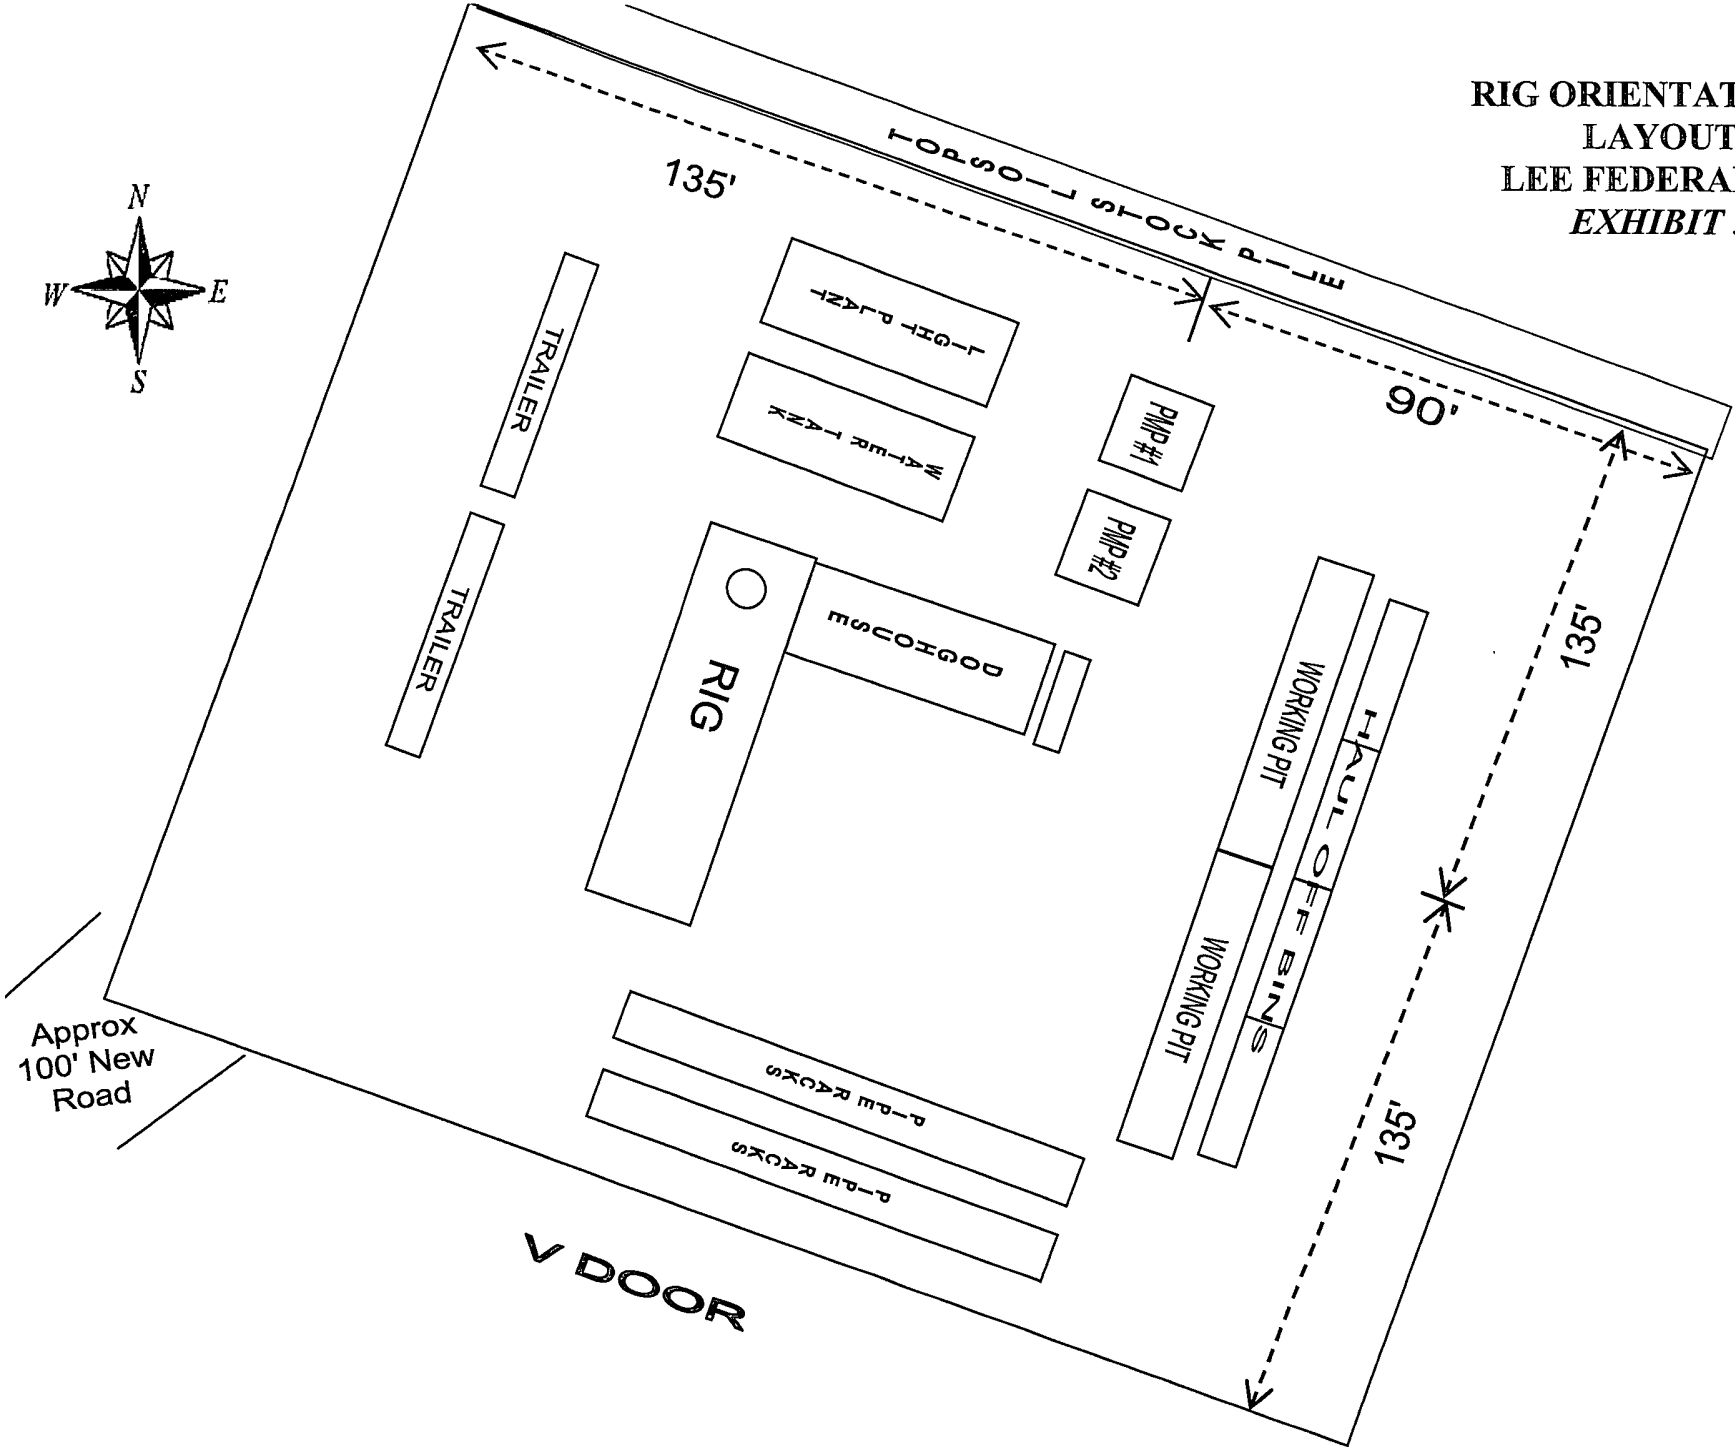 RIG ORIENTAT
LAYOUT
LEE FEDERA
EXHIBIT
N
W
E
S
TOPSOIL STOCK PILE
135'
90'
135'
135'
TRAILER
TRAILER
LIGHT PLANT
WATER TANK
PMP #1
PMP #2
DOGHOUSE
RIG
WORKING PIT
WORKING PIT
HAUL OFF BINS
PIPE RACKS
PIPE RACKS
Approx
100' New
Road
V DOOR